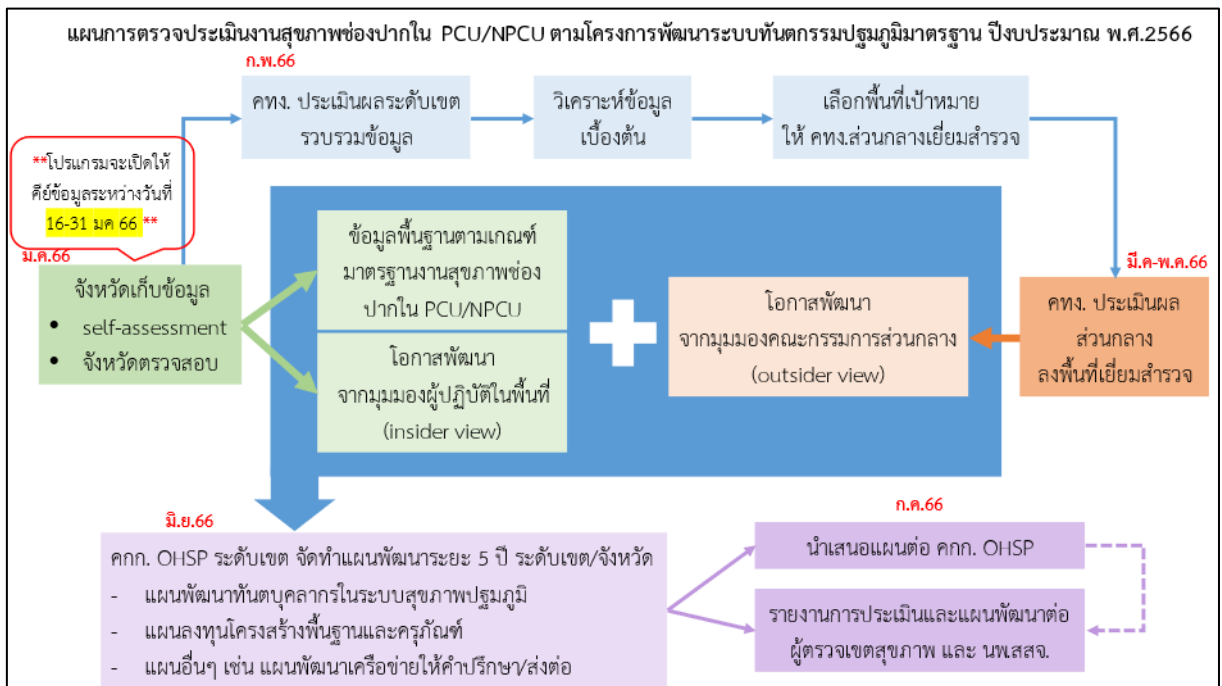 แผนการตรวจประเมินงานสุขภาพช่องปากใน PCU/NPCU ตามโครงการพัฒนาระบบทันตกรรมปฐมภูมิมาตรฐาน ปีงบประมาณ พ.ศ.2566
ก.พ.66
คทง. ประเมินผลระดับเขต
รวบรวมข้อมูล
วิเคราะห์ข้อมูล
เบื้องต้น
เลือกพื้นที่เป้าหมาย
ให้ คทง.ส่วนกลางเยี่ยมสำรวจ
**โปรแกรมจะเปิดให้
คีย์ข้อมูลระหว่างวันที่
16-31 มค 66 **
ม.ค.66
จังหวัดเก็บข้อมูล
• self-assessment
• จังหวัดตรวจสอบ
ข้อมูลพื้นฐานตามเกณฑ์
มาตรฐานงานสุขภาพช่อง
ปากใน PCU/NPCU
โอกาสพัฒนา
จากมุมมองผู้ปฏิบัติในพื้นที่
(insider view)
โอกาสพัฒนา
จากมุมมองคณะกรรมการส่วนกลาง
(outsider view)
มี.ค-พ.ค.66
คทง. ประเมินผล
ส่วนกลาง
ลงพื้นที่เยี่ยมสำรวจ
มิ.ย.66
คกก. OHSP ระดับเขต จัดทำแผนพัฒนาระยะ 5 ปี ระดับเขต/จังหวัด
- แผนพัฒนาทันตบุคลากรในระบบสุขภาพปฐมภูมิ
- แผนลงทุนโครงสร้างพื้นฐานและครุภัณฑ์
- แผนอื่นๆ เช่น แผนพัฒนาเครือข่ายให้คำปรึกษา/ส่งต่อ
ก.ค.66
นำเสนอแผนต่อ คกก. OHSP
รายงานการประเมินและแผนพัฒนาต่อ
ผู้ตรวจเขตสุขภาพ และ นพ.สสจ.